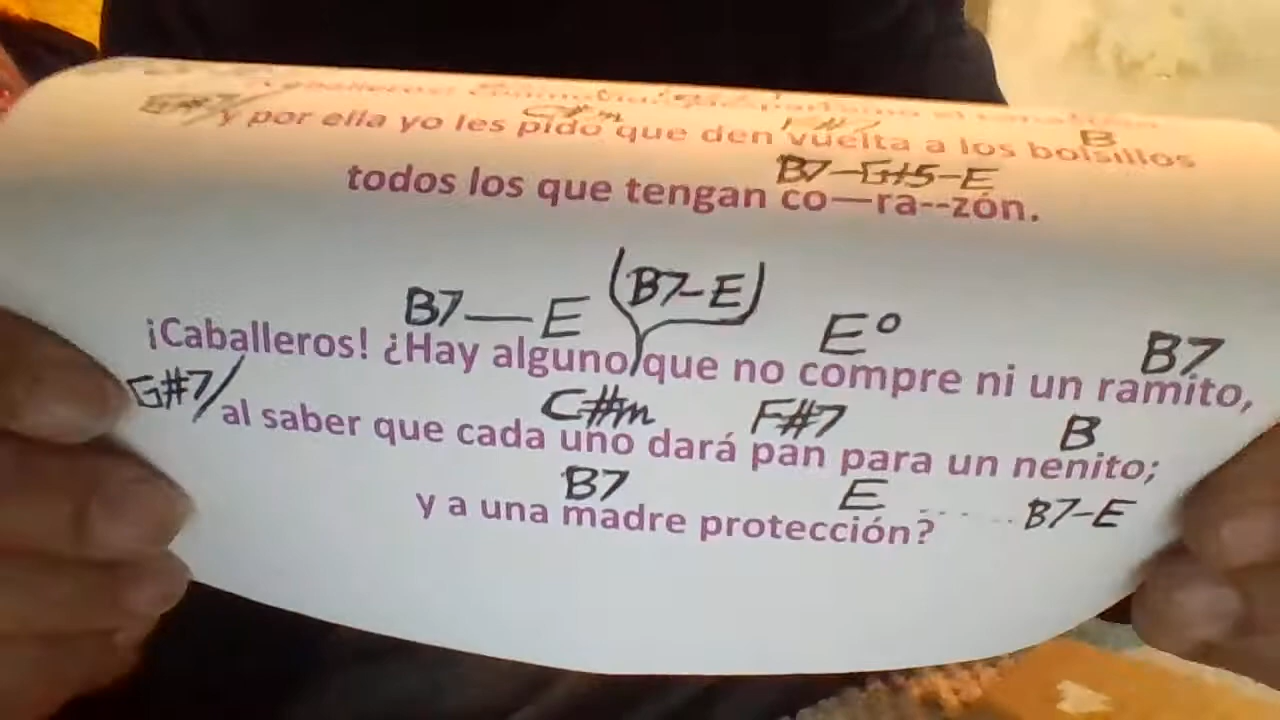 G#7/ C#m F#7 B
y por ella yo les pido que den vuelta a los bolsillos
B7-G+5-E
todos los que tengan co—ra--zón.
B7—E (B7-E) E° B7
¡Caballeros! ¿Hay alguno que no compre ni un ramito,
G#7/ C#m F#7 B
al saber que cada uno dará pan para un nenito;
B7 E ...... B7-E
y a una madre protección?